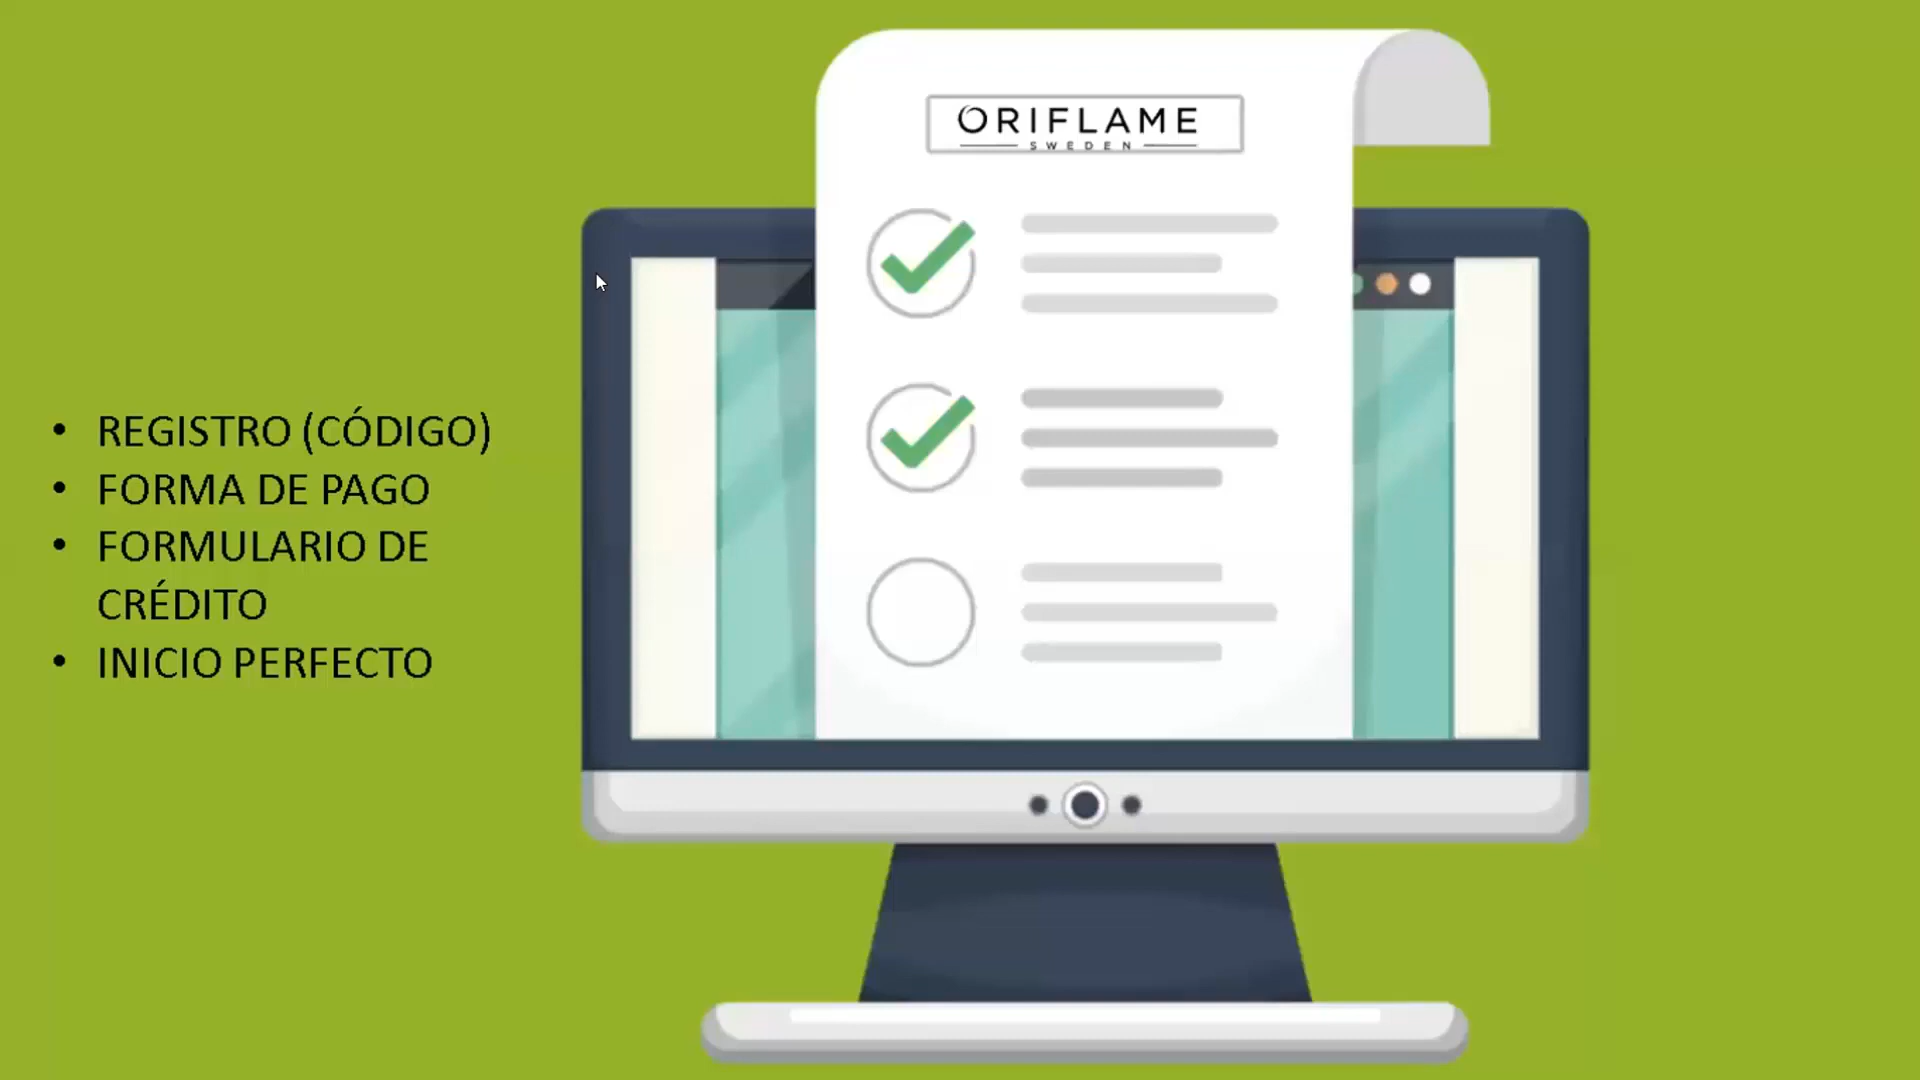 ORIFLAME
SWEDEN
• REGISTRO (CÓDIGO)
• FORMA DE PAGO
• FORMULARIO DE
CRÉDITO
• INICIO PERFECTO